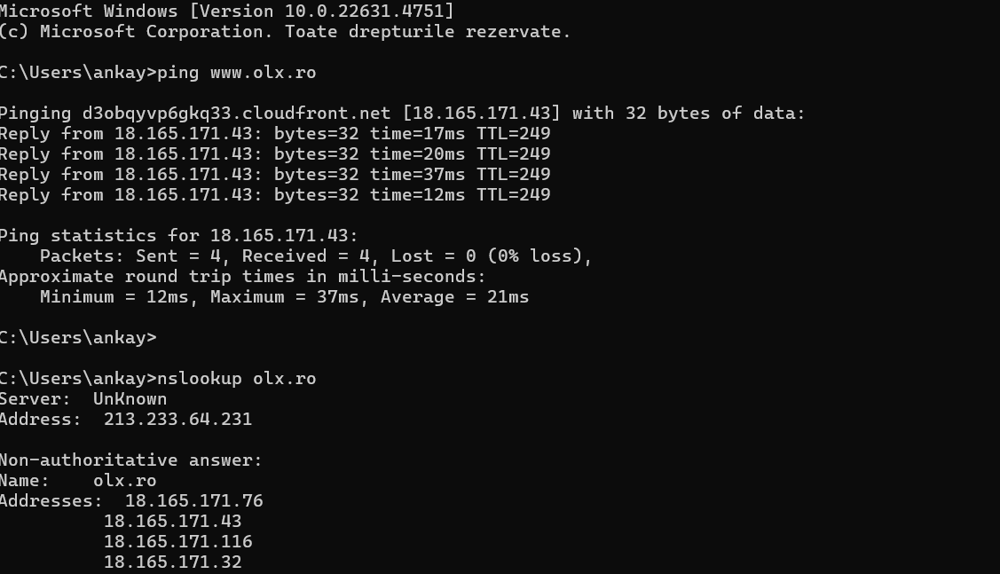 Microsoft Windows [Version 10.0.22631.4751]
(c) Microsoft Corporation. Toate drepturile rezervate.
C:\Users\ankay>ping www.olx.ro
Pinging d3obqyvp6gkq33.cloudfront.net [18.165.171.43] with 32 bytes of data:
Reply from 18.165.171.43: bytes=32 time=17ms TTL=249
Reply from 18.165.171.43: bytes=32 time=20ms TTL=249
Reply from 18.165.171.43: bytes=32 time=37ms TTL=249
Reply from 18.165.171.43: bytes=32 time=12ms TTL=249
Ping statistics for 18.165.171.43:
    Packets: Sent = 4, Received = 4, Lost = 0 (0% loss),
Approximate round trip times in milli-seconds:
    Minimum = 12ms, Maximum = 37ms, Average = 21ms
C:\Users\ankay>
C:\Users\ankay>nslookup olx.ro
Server:  UnKnown
Address:  213.233.64.231
Non-authoritative answer:
Name:    olx.ro
Addresses:  18.165.171.76
          18.165.171.43
          18.165.171.116
          18.165.171.32